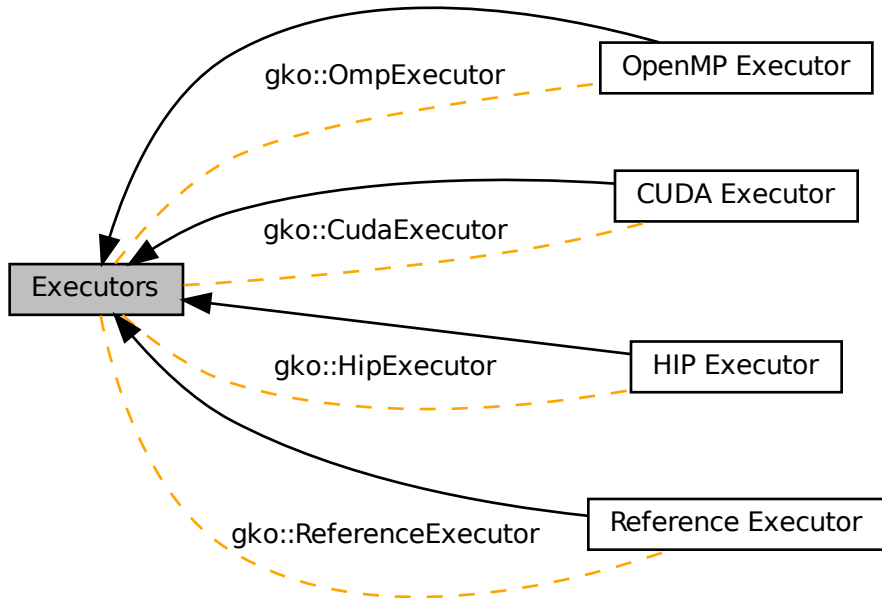 OpenMP Executor
gko::OmpExecutor
CUDA Executor
gko::CudaExecutor
Executors
HIP Executor
gko::HipExecutor
Reference Executor
gko::ReferenceExecutor